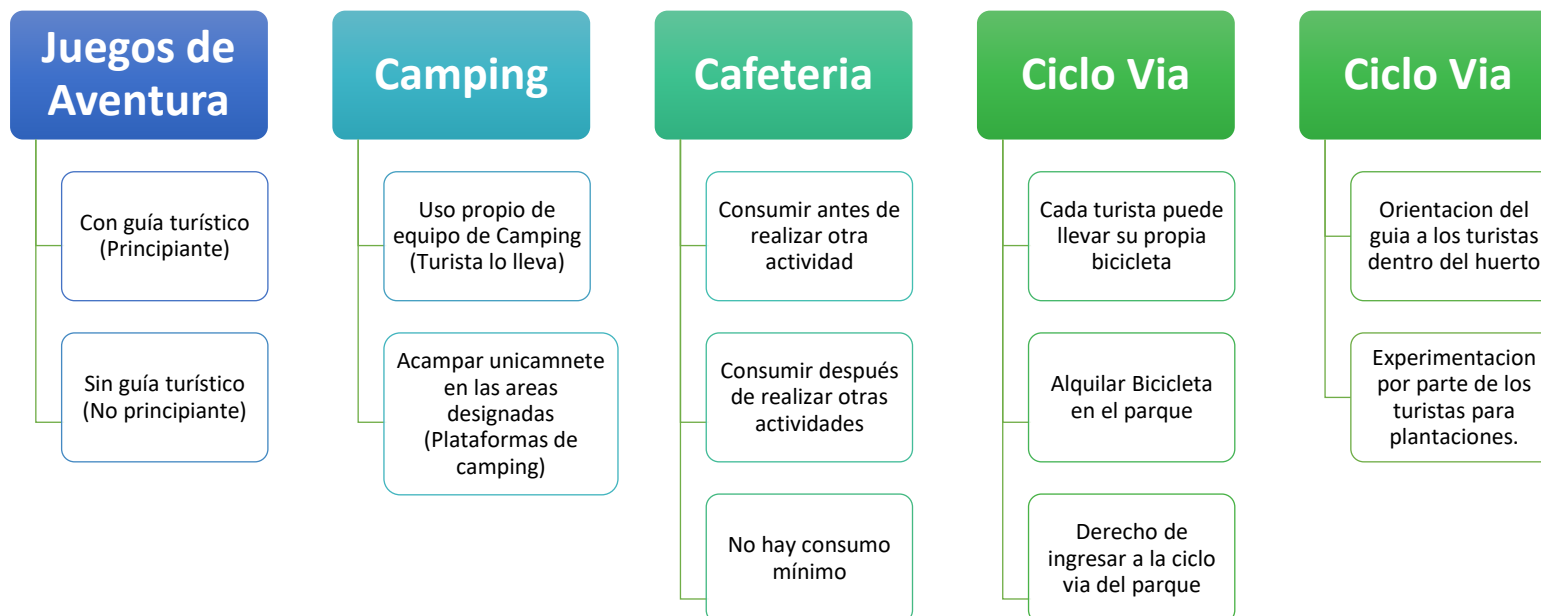 Juegos de
Aventura
Con guía turístico
(Principiante)
Sin guía turístico
(No principiante)
Camping
Uso propio de
equipo de Camping
(Turista lo lleva)
Acampar unicamnete
en las areas
designadas
(Plataformas de
camping)
Cafeteria
Consumir antes de
realizar otra
actividad
Consumir después
de realizar otras
actividades
No hay consumo
mínimo
Ciclo Via
Cada turista puede
llevar su propia
bicicleta
Alquilar Bicicleta
en el parque
Derecho de
ingresar a la ciclo
via del parque
Ciclo Via
Orientacion del
guia a los turistas
dentro del huerto
Experimentacion
por parte de los
turistas para
plantaciones.